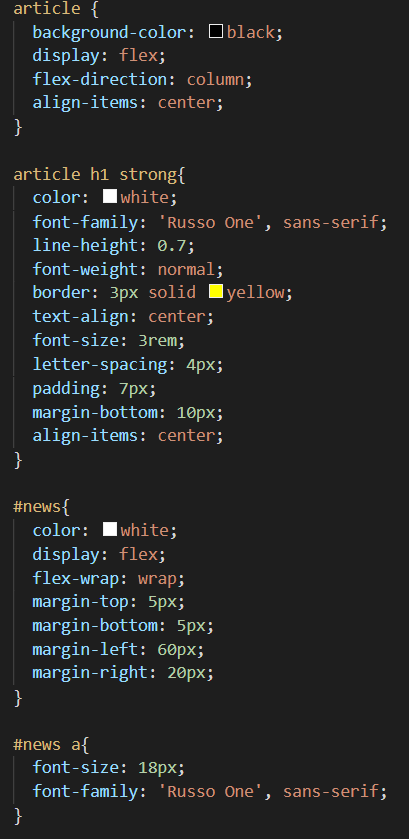 article {
background-color: black;
display: flex;
flex-direction: column;
align-items: center;
}
article h1 strong{
color: white;
font-family: 'Russo One', sans-serif;
line-height: 0.7;
font-weight: normal;
border: 3px solid yellow;
text-align: center;
font-size: 3rem;
letter-spacing: 4px;
padding: 7px;
margin-bottom: 10px;
align-items: center;
}
#news{
color: white;
display: flex;
flex-wrap: wrap;
margin-top: 5px;
margin-bottom: 5px;
margin-left: 60px;
margin-right: 20px;
}
#news a{
font-size: 18px;
font-family: 'Russo One', sans-serif;
}